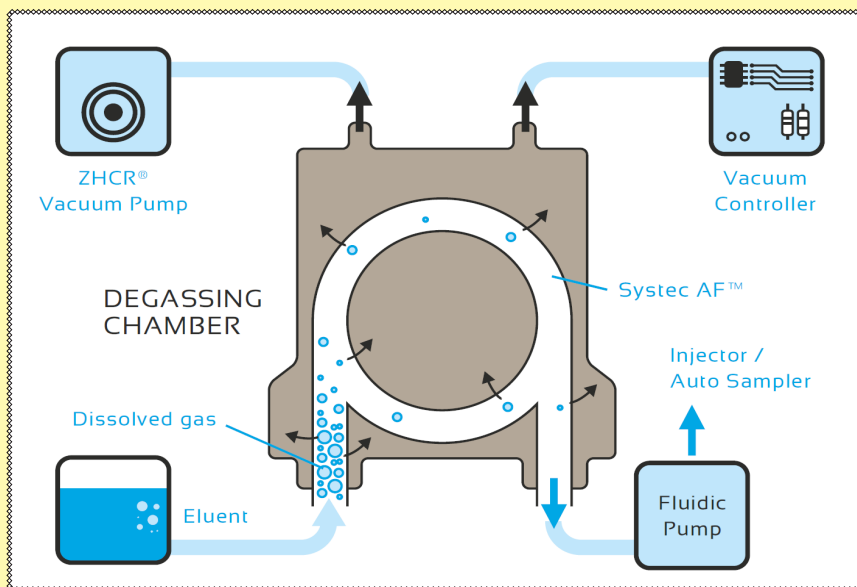 ZHCR®
Vacuum Pump
Vacuum
Controller
DEGASSING
CHAMBER
Systec AF™
Injector /
Auto Sampler
Dissolved gas
Eluent
Fluidic
Pump